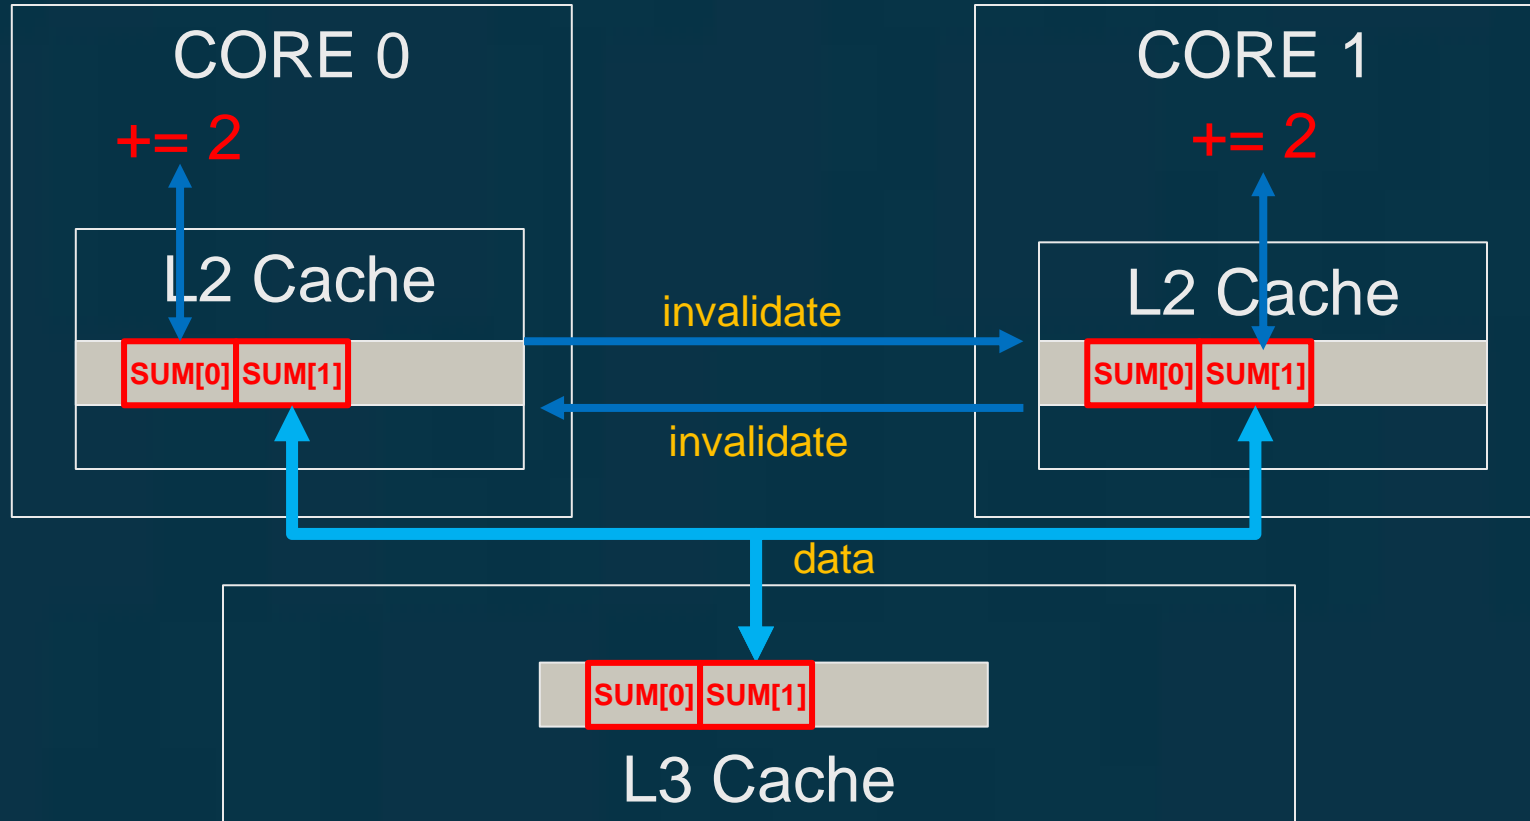 CORE 0
+= 2
L2 Cache
SUM[0] SUM[1]
CORE 1
+= 2
L2 Cache
SUM[0] SUM[1]
invalidate
invalidate
data
SUM[0] SUM[1]
L3 Cache